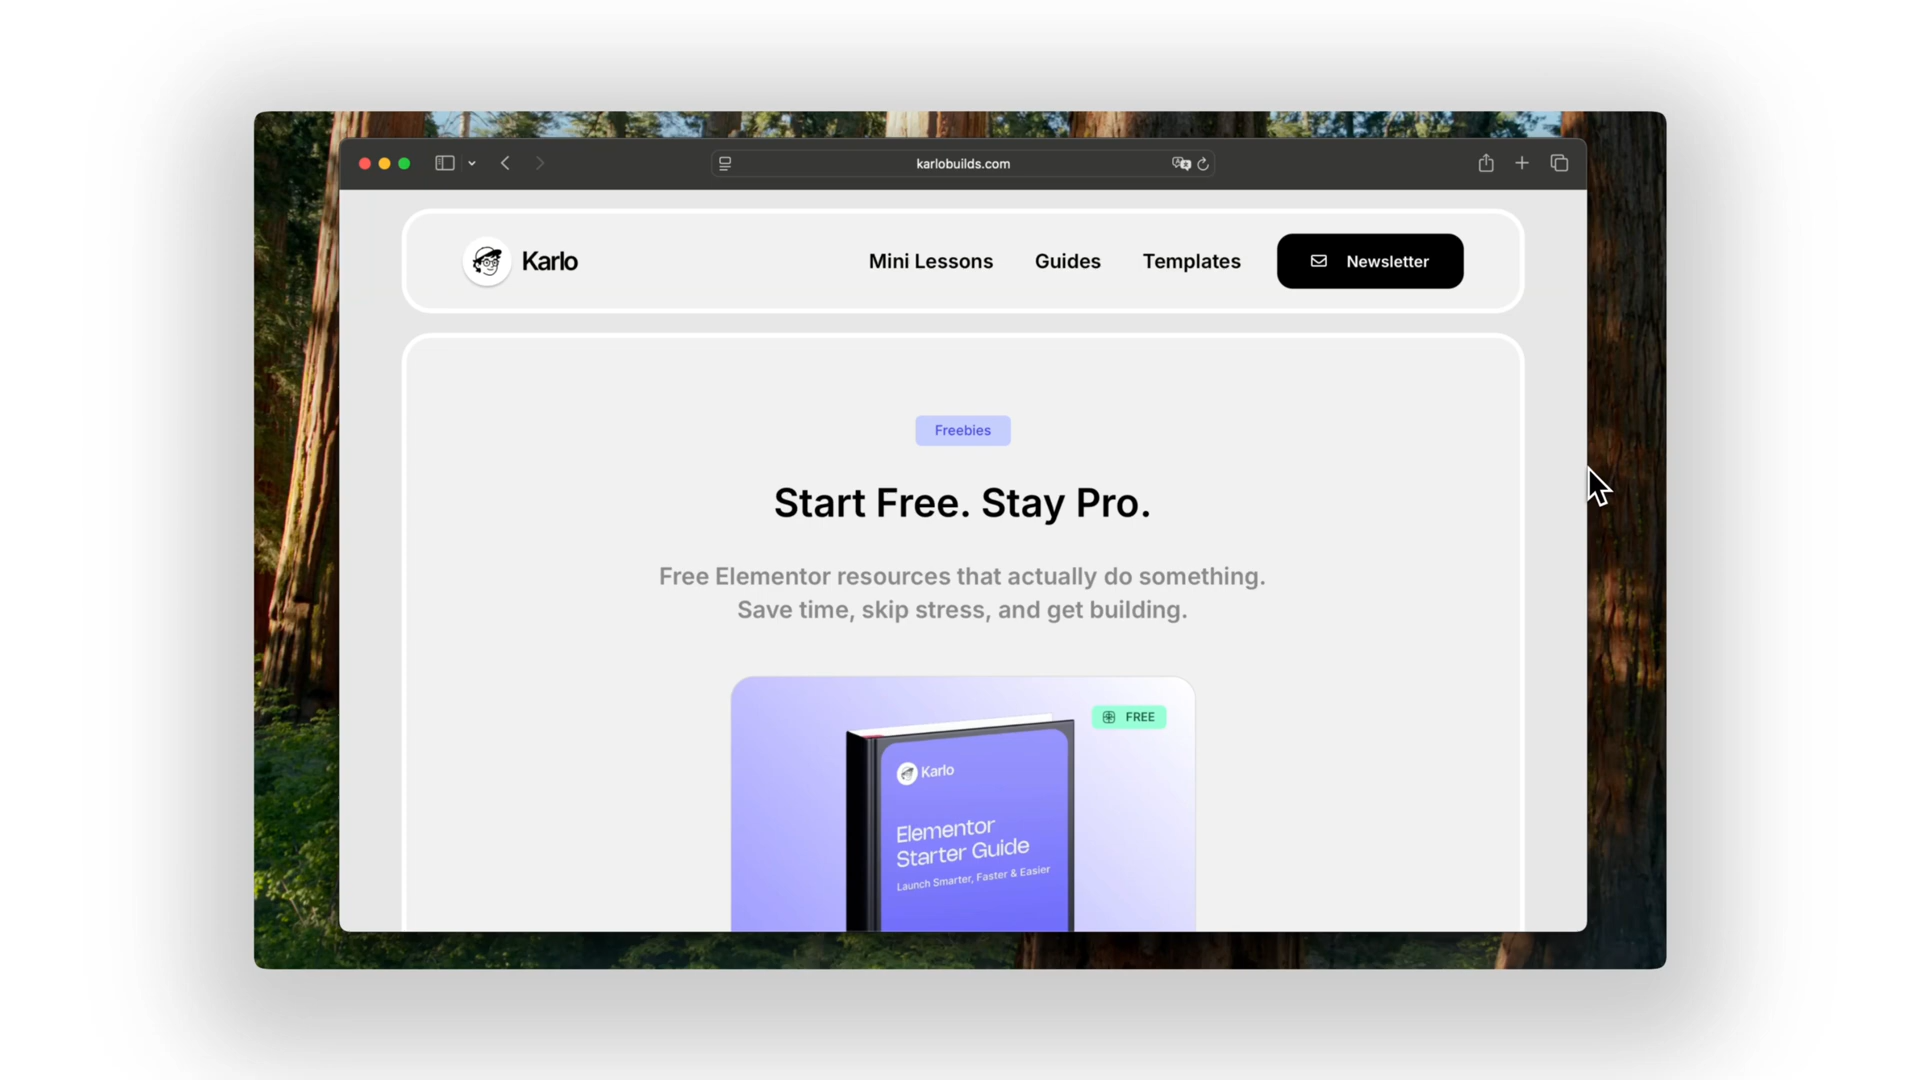 karlobuilds.com
Karlo
Mini Lessons
Guides
Templates
Newsletter
Freebies
Start Free. Stay Pro.
Free Elementor resources that actually do something.
Save time, skip stress, and get building.
FREE
Karlo
Elementor
Starter Guide
Launch Smarter, Faster & Easier